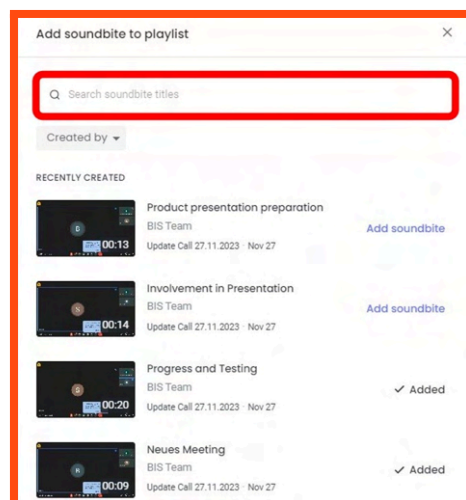 Add soundbite to playlist
Search soundbite titles
Created by
RECENTLY CREATED
Product presentation preparation
BIS Team
Update Call 27.11.2023 · Nov 27
Add soundbite
00:13
Involvement in Presentation
BIS Team
Update Call 27.11.2023 · Nov 27
Add soundbite
00:14
Progress and Testing
BIS Team
Update Call 27.11.2023 · Nov 27
Added
00:20
Neues Meeting
BIS Team
Update Call 27.11.2023 · Nov 27
Added
00:09